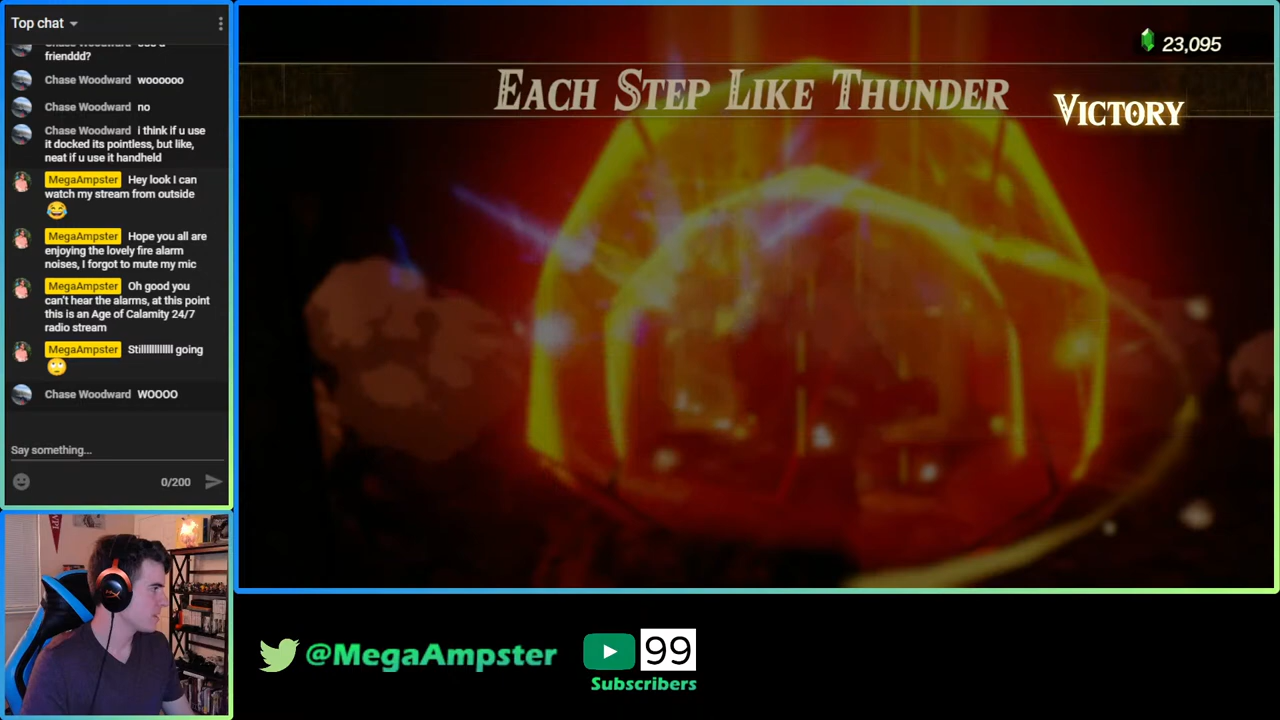 Top chat
frienddd?
Chase Woodward woooooo
Chase Woodward no
Chase Woodward i think if u use
it docked its pointless, but like,
neat if u use it handheld
MegaAmpster Hey look I can
watch my stream from outside
MegaAmpster Hope you all are
enjoying the lovely fire alarm
noises, I forgot to mute my mic
MegaAmpster Oh good you
can't hear the alarms, at this point
this is an Age of Calamity 24/7
radio stream
MegaAmpster Stillllllllllllll going
Chase Woodward WOOOO
Say something...
0/200
23,095
Each Step Like Thunder
Victory
@MegaAmpster
99
Subscribers